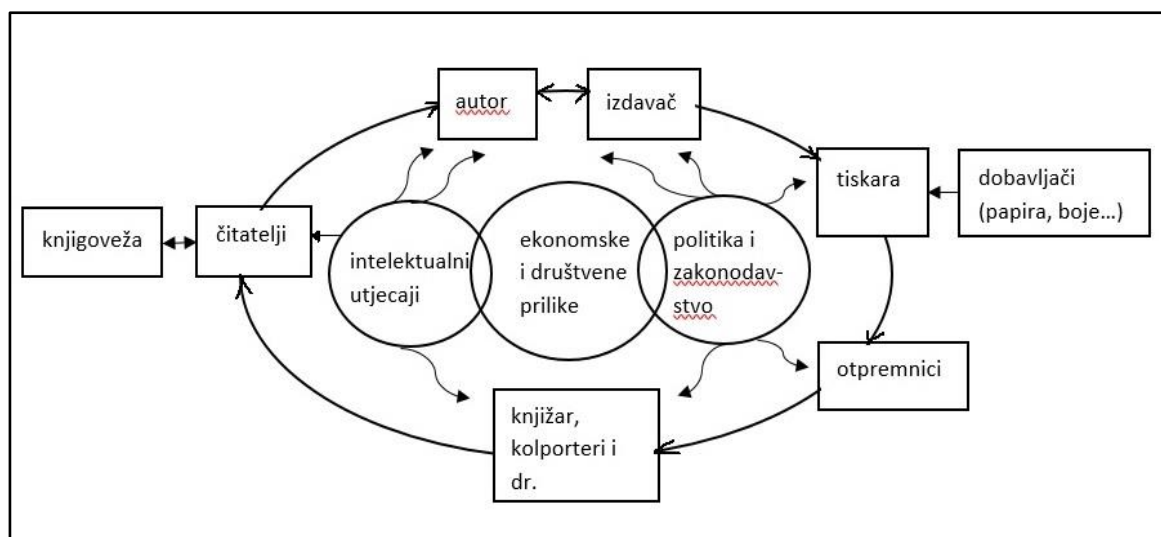 autor
izdavač
tiskara
dobavljači
(papira, boje...)
knjigoveža
čitatelji
intelektualni
utjecaji
ekonomske
i društvene
prilike
politika i
zakonodav-
stvo
otpremnici
knjižar,
kolporteri i
dr.